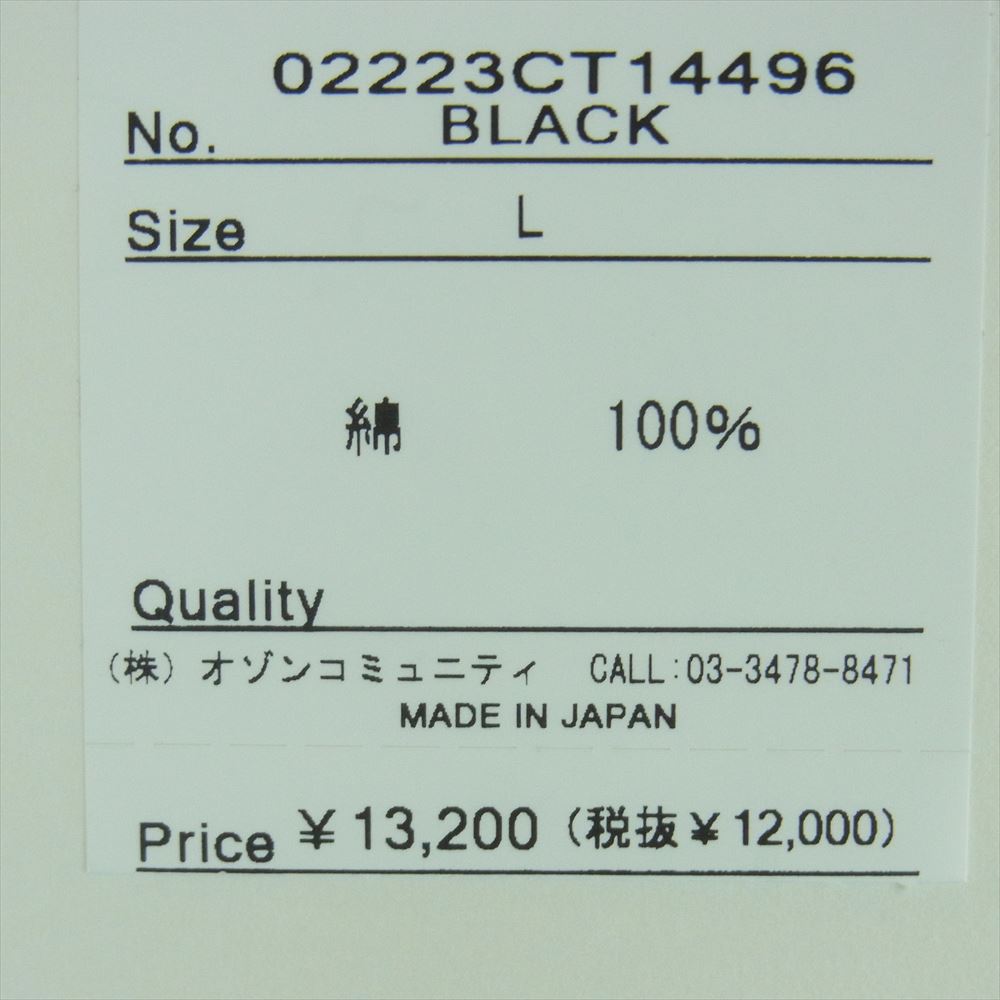 02223CT14496
No. BLACK
Size L
綿 100%
Quality
(株) オゾンコミュニティ CALL:03-3478-8471
MADE IN JAPAN
Price ¥13,200 (税抜¥12,000)